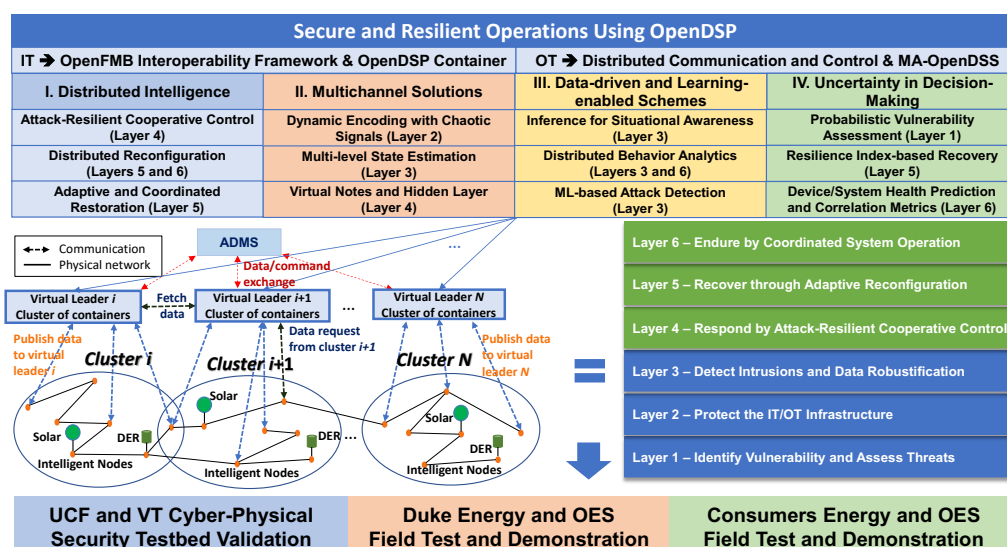 Secure and Resilient Operations Using OpenDSP
IT ➔ OpenFMB Interoperability Framework & OpenDSP Container
OT ➔ Distributed Communication and Control & MA-OpenDSS
I. Distributed Intelligence
II. Multichannel Solutions
III. Data-driven and Learning-
enabled Schemes
IV. Uncertainty in Decision-
Making
Attack-Resilient Cooperative Control
(Layer 4)
Dynamic Encoding with Chaotic
Signals (Layer 2)
Inference for Situational Awareness
(Layer 3)
Probabilistic Vulnerability
Assessment (Layer 1)
Distributed Reconfiguration
(Layers 5 and 6)
Multi-level State Estimation
(Layer 3)
Distributed Behavior Analytics
(Layers 3 and 6)
Resilience Index-based Recovery
(Layer 5)
Adaptive and Coordinated
Restoration (Layer 5)
Virtual Notes and Hidden Layer
(Layer 4)
ML-based Attack Detection
(Layer 3)
Device/System Health Prediction
and Correlation Metrics (Layer 6)
Communication
Physical network
ADMS
...
Data/command
exchange
Virtual Leader i
Cluster of containers
Fetch
data
Virtual Leader i+1
Cluster of containers
...
Virtual Leader N
Cluster of containers
Publish data
to virtual
leader i
Data request
from cluster i+1
Publish data
to virtual
leader N
Cluster i
Cluster i+1
Cluster N
Solar
DER
Intelligent Nodes
Solar
DER
...
Intelligent Nodes
Solar
DER
Intelligent Nodes
Layer 6 – Endure by Coordinated System Operation
Layer 5 – Recover through Adaptive Reconfiguration
Layer 4 – Respond by Attack-Resilient Cooperative Control
Layer 3 – Detect Intrusions and Data Robustification
Layer 2 – Protect the IT/OT Infrastructure
Layer 1 – Identify Vulnerability and Assess Threats
UCF and VT Cyber-Physical
Security Testbed Validation
Duke Energy and OES
Field Test and Demonstration
Consumers Energy and OES
Field Test and Demonstration